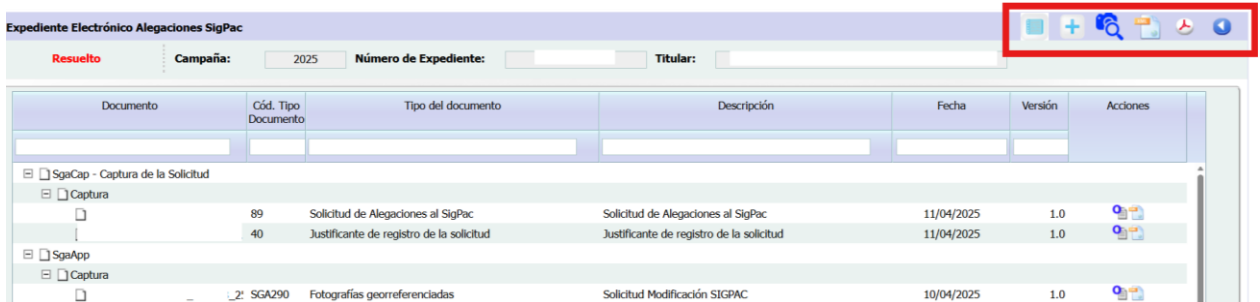 Expediente Electrónico Alegaciones SigPac
Resuelto Campaña: 2025 Número de Expediente: Titular:
Documento Cód. Tipo Documento Tipo del documento Descripción Fecha Versión Acciones
SgaCap - Captura de la Solicitud
Captura
89 Solicitud de Alegaciones al SigPac Solicitud de Alegaciones al SigPac 11/04/2025 1.0
40 Justificante de registro de la solicitud Justificante de registro de la solicitud 11/04/2025 1.0
SgaApp
Captura
SGA290 Fotografías georreferenciadas Solicitud Modificación SIGPAC 10/04/2025 1.0